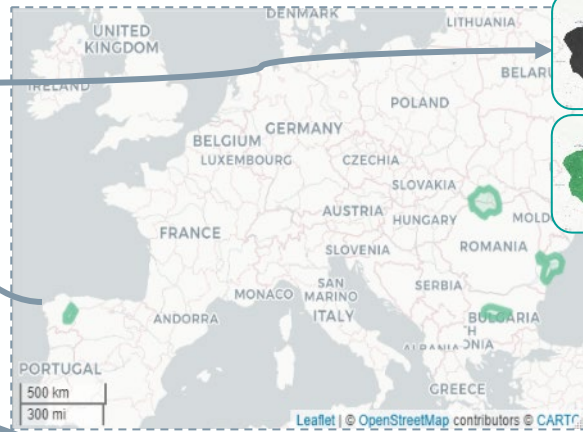 DENMARK
LITHUANIA
UNITED
KINGDOM
IRELAND
BELARU
POLAND
GERMANY
BELGIUM
LUXEMBOURG
CZECHIA
SLOVAKIA
AUSTRIA
HUNGARY
MOLD
FRANCE
ROMANIA
SLOVENIA
SAN
MARINO
MONACO
SERBIA
ITALY
ANDORRA
BULGARIA
PORTUGAL
GREECE
500 km
300 mi
Leaflet | © OpenStreetMap contributors © CARTO